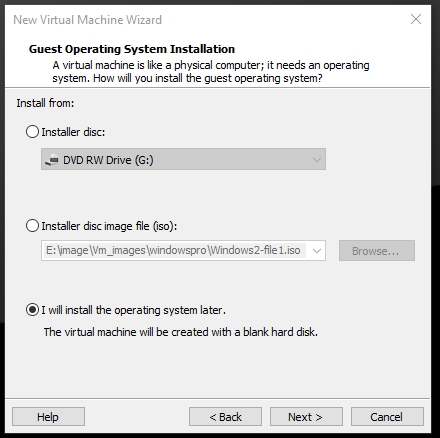 New Virtual Machine Wizard
Guest Operating System Installation
A virtual machine is like a physical computer; it needs an operating
system. How will you install the guest operating system?
Install from:
Installer disc:
DVD RW Drive (G:)
Installer disc image file (iso):
E:\image\Vm_images\windowspro\Windows2-file1.iso
Browse...
I will install the operating system later.
The virtual machine will be created with a blank hard disk.
Help
< Back
Next >
Cancel